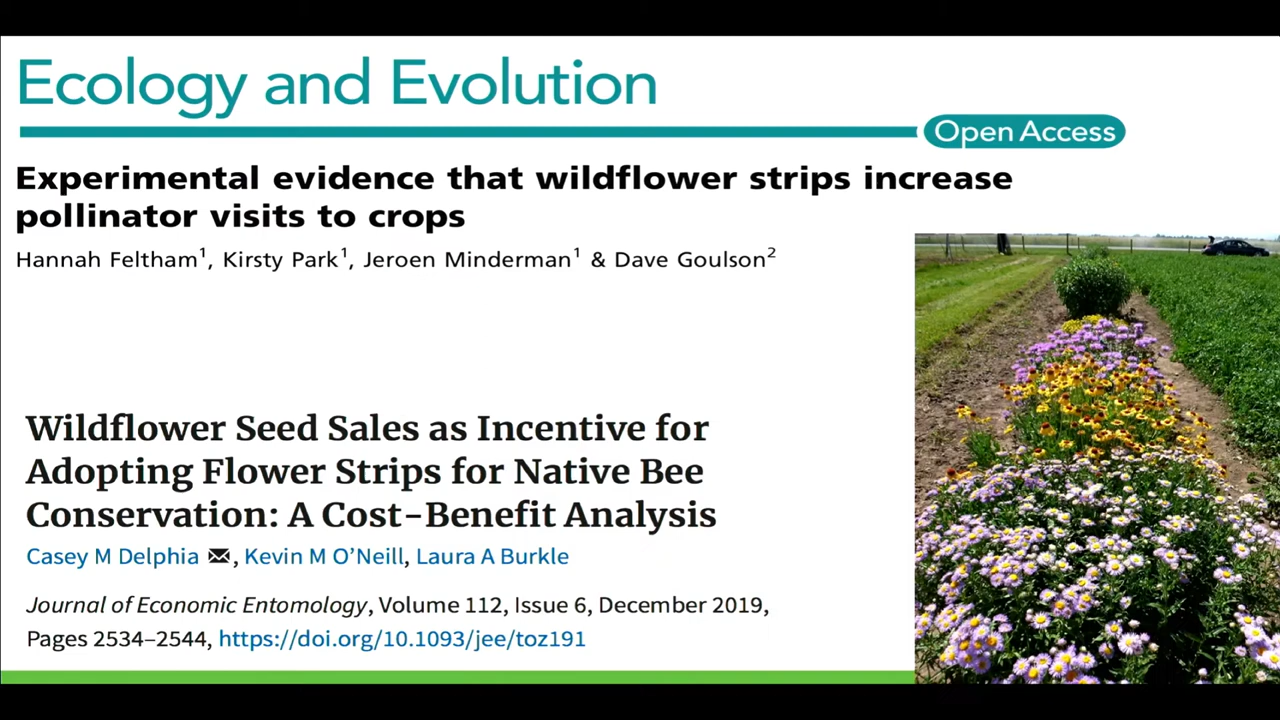 Ecology and Evolution
Open Access
Experimental evidence that wildflower strips increase
pollinator visits to crops
Hannah Feltham¹, Kirsty Park¹, Jeroen Minderman¹ & Dave Goulson²
Wildflower Seed Sales as Incentive for
Adopting Flower Strips for Native Bee
Conservation: A Cost-Benefit Analysis
Casey M Delphia ✉, Kevin M O’Neill, Laura A Burkle
Journal of Economic Entomology, Volume 112, Issue 6, December 2019,
Pages 2534–2544, https://doi.org/10.1093/jee/toz191